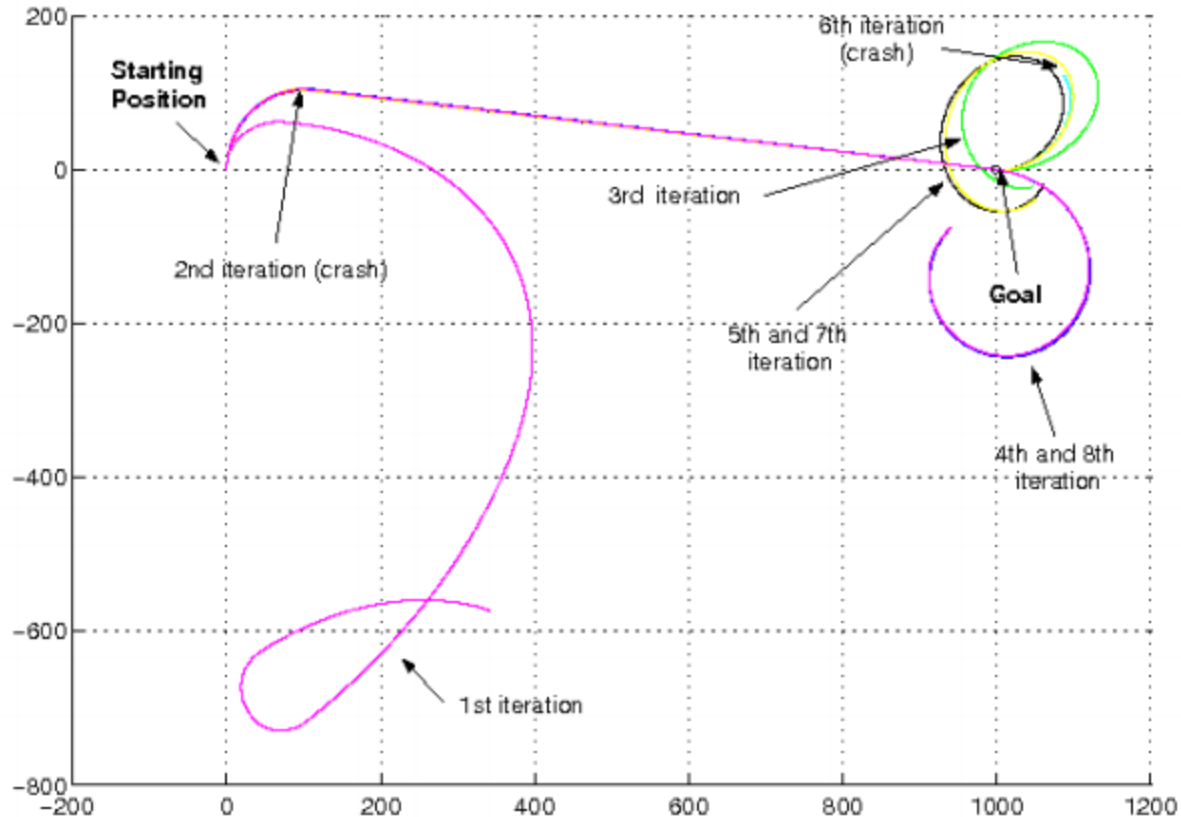 200
6th iteration
(crash)
Starting
Position
0
3rd iteration
2nd iteration (crash)
Goal
−200
5th and 7th
iteration
4th and 8th
iteration
−400
−600
1st iteration
−800
−200 0 200 400 600 800 1000 1200